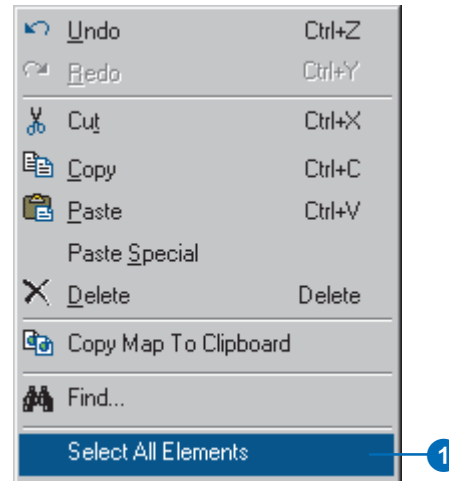 Undo Ctrl+Z
Redo Ctrl+Y
Cut Ctrl+X
Copy Ctrl+C
Paste Ctrl+V
Paste Special
Delete Delete
Copy Map To Clipboard
Find...
Select All Elements 1